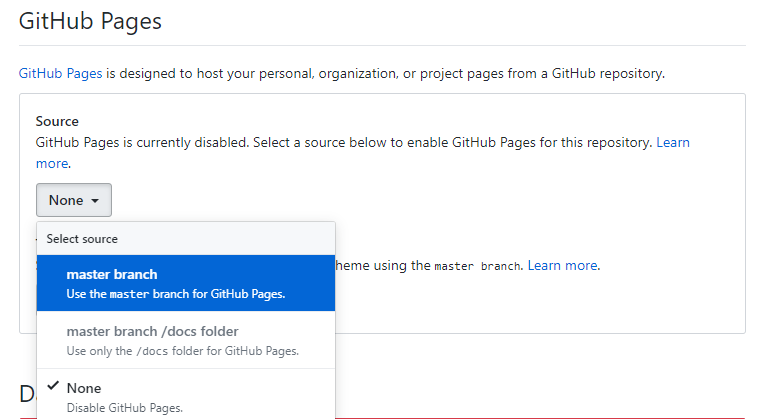 GitHub Pages
GitHub Pages is designed to host your personal, organization, or project pages from a GitHub repository.
Source
GitHub Pages is currently disabled. Select a source below to enable GitHub Pages for this repository. Learn
more.
None
Select source
heme using the master branch. Learn more.
master branch
Use the master branch for GitHub Pages.
master branch /docs folder
Use only the /docs folder for GitHub Pages.
None
Disable GitHub Pages.